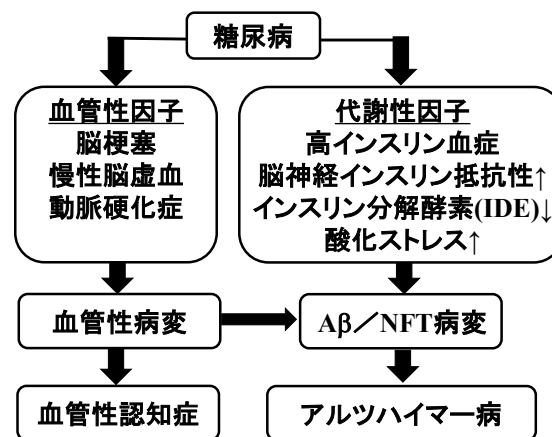 糖尿病
血管性因子
脳梗塞
慢性脳虚血
動脈硬化症
代謝性因子
高インスリン血症
脳神経インスリン抵抗性↑
インスリン分解酵素(IDE)↓
酸化ストレス↑
血管性病変
Aβ／NFT病変
血管性認知症
アルツハイマー病